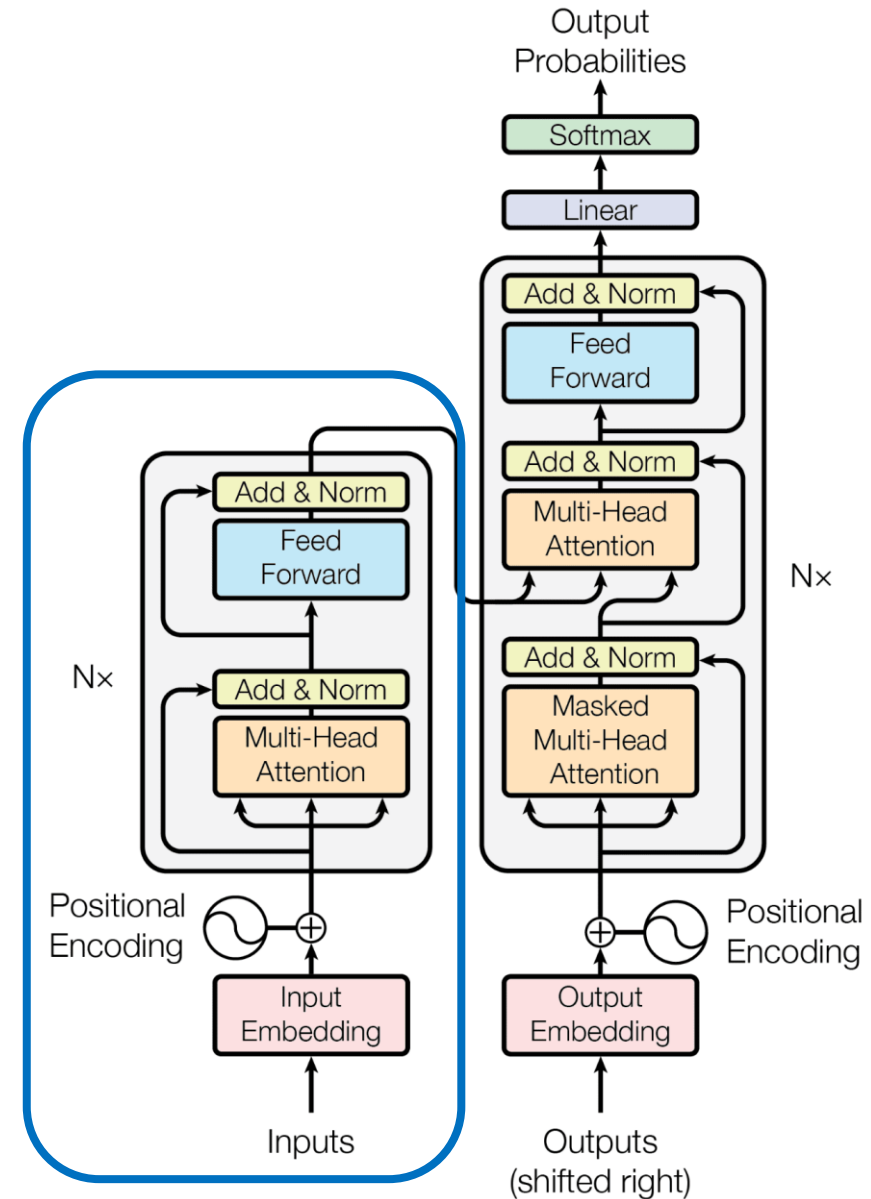 Output
Probabilities
Softmax
Linear
Add & Norm
Feed
Forward
Add & Norm
Multi-Head
Attention
Add & Norm
Masked
Multi-Head
Attention
N×
Positional
Encoding
Output
Embedding
Outputs
(shifted right)
Add & Norm
Feed
Forward
Add & Norm
Multi-Head
Attention
N×
Positional
Encoding
Input
Embedding
Inputs